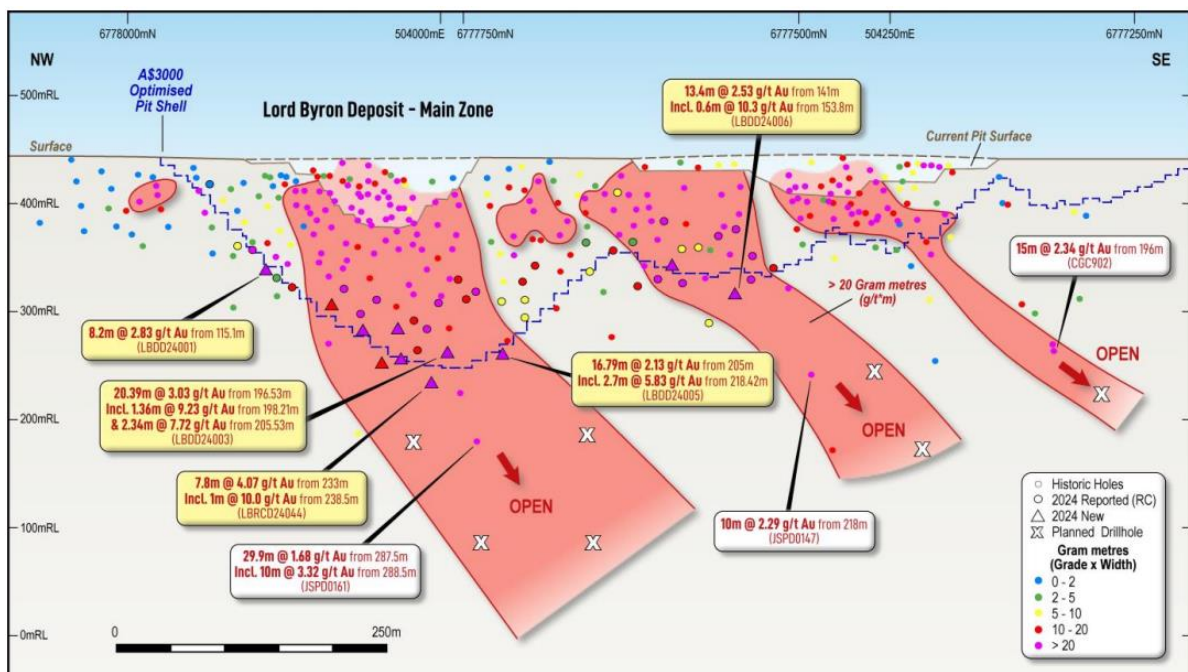 6778000mN
504000mE
6777750mN
6777500mN
504250mE
6777250mN
NW
SE
A$3000
Optimised
Pit Shell
Lord Byron Deposit - Main Zone
500mRL
400mRL
300mRL
200mRL
100mRL
0mRL
Surface
Current Pit Surface
13.4m @ 2.53 g/t Au from 141m
Incl. 0.6m @ 10.3 g/t Au from 153.8m
(LBDD24006)
15m @ 2.34 g/t Au from 196m
(CGC902)
> 20 Gram metres
(g/t*m)
8.2m @ 2.83 g/t Au from 115.1m
(LBDD24001)
20.39m @ 3.03 g/t Au from 196.53m
Incl. 1.36m @ 9.23 g/t Au from 198.21m
& 2.34m @ 7.72 g/t Au from 205.53m
(LBDD24003)
16.79m @ 2.13 g/t Au from 205m
Incl. 2.7m @ 5.83 g/t Au from 218.42m
(LBDD24005)
7.8m @ 4.07 g/t Au from 233m
Incl. 1m @ 10.0 g/t Au from 238.5m
(LBRCD24044)
29.9m @ 1.68 g/t Au from 287.5m
Incl. 10m @ 3.32 g/t Au from 288.5m
(JSPD0161)
10m @ 2.29 g/t Au from 218m
(JSPD0147)
OPEN
OPEN
OPEN
Historic Holes
2024 Reported (RC)
2024 New
Planned Drillhole
Gram metres
(Grade x Width)
0 - 2
2 - 5
5 - 10
10 - 20
> 20
0
250m